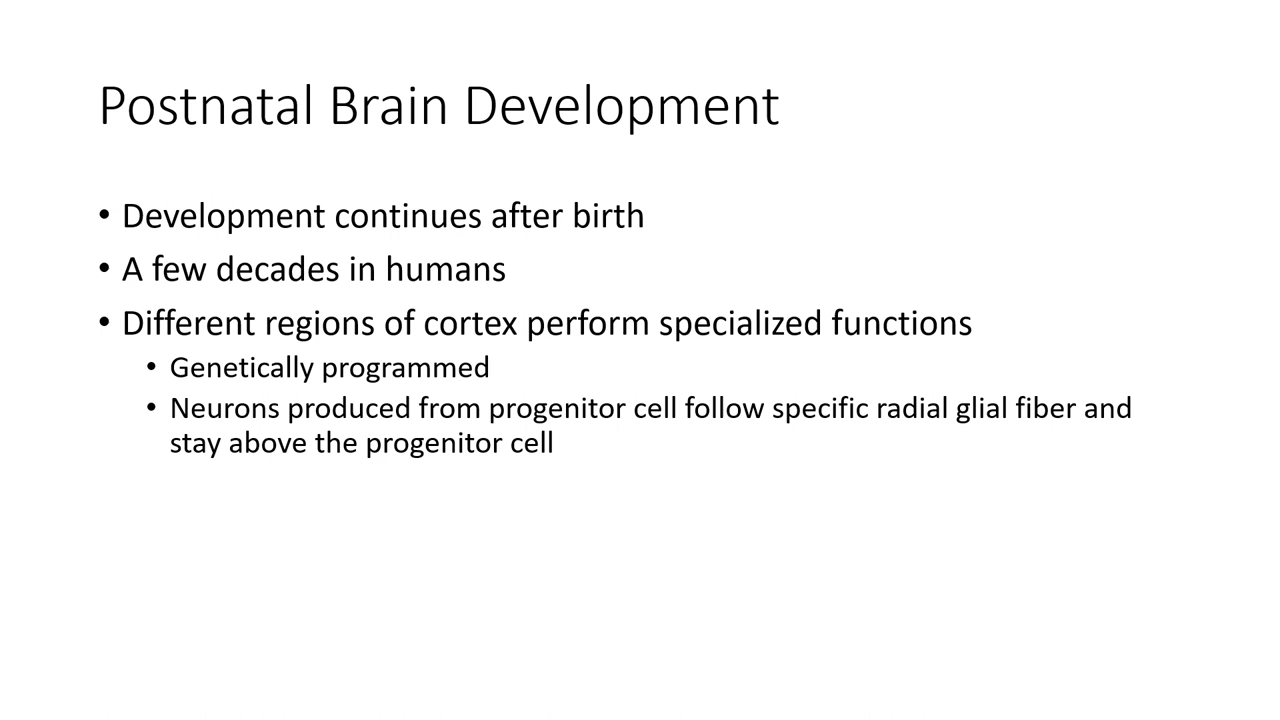 Postnatal Brain Development
• Development continues after birth
• A few decades in humans
• Different regions of cortex perform specialized functions
• Genetically programmed
• Neurons produced from progenitor cell follow specific radial glial fiber and
stay above the progenitor cell